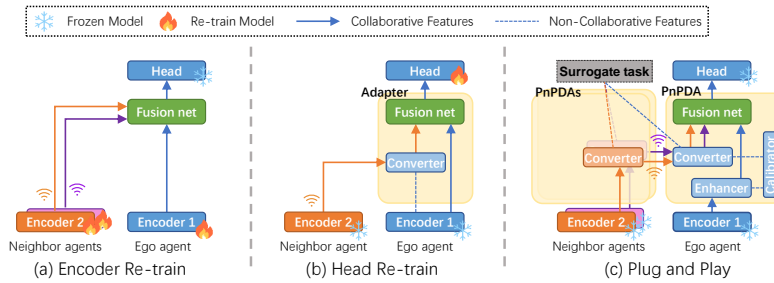 Frozen Model
Re-train Model
Collaborative Features
Non-Collaborative Features
Head
Fusion net
Encoder 2
Encoder 1
Neighbor agents
Ego agent
(a) Encoder Re-train
Head
Adapter
Fusion net
Converter
Encoder 2
Encoder 1
Neighbor agent
Ego agent
(b) Head Re-train
Surrogate task
Head
PnPDAs
PnPDA
Fusion net
Converter
Converter
Calibrator
Enhancer
Encoder 2
Encoder 1
Neighbor agents
Ego agent
(c) Plug and Play